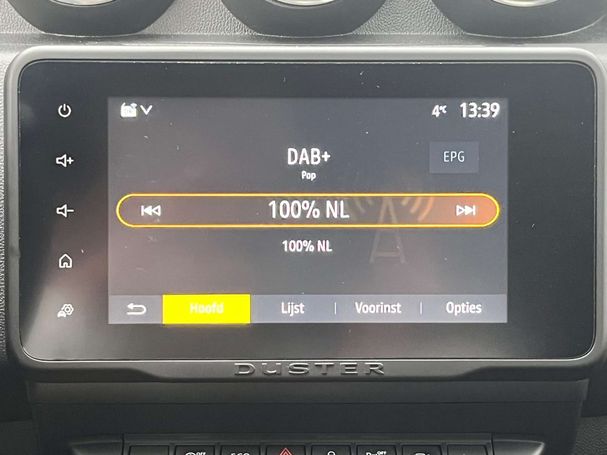 4°C 13:39
DAB+
EPG
Pop
100% NL
100% NL
Hoofd Lijst Voorinst Opties
DUSTER